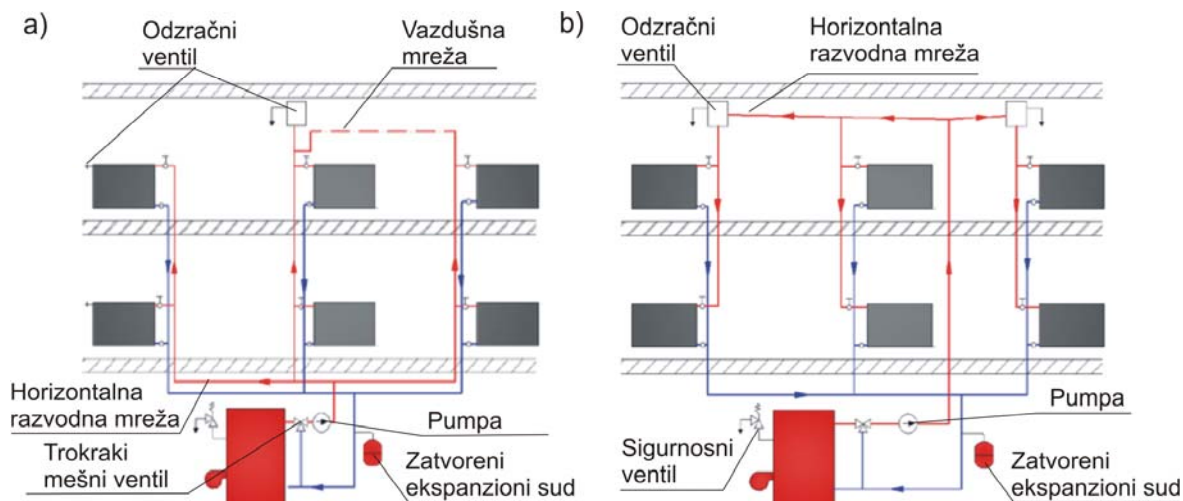 a)
Odzračni
ventil
Vazdušna
mreža
Horizontalna
razvodna mreža
Trokraki
mešni ventil
Pumpa
Zatvoreni
ekspanzioni sud
b)
Odzračni
ventil
Horizontalna
razvodna mreža
Sigurnosni
ventil
Pumpa
Zatvoreni
ekspanzioni sud